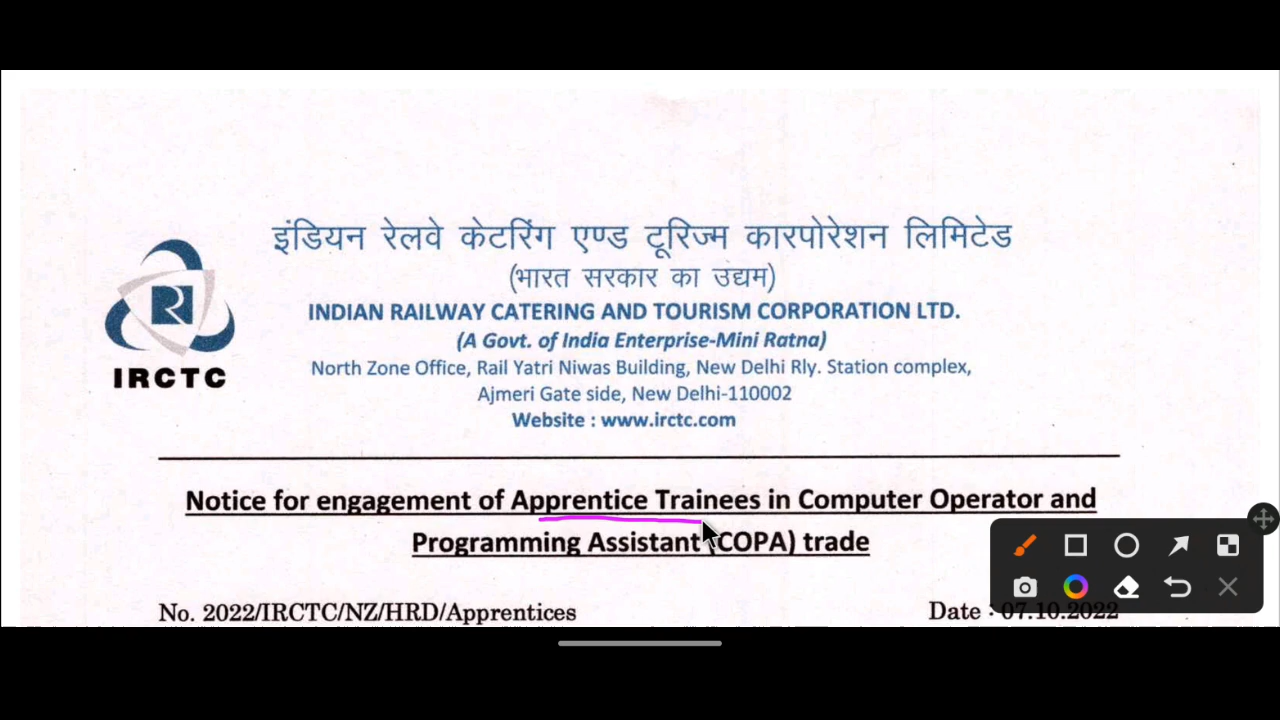 इंडियन रेलवे केटरिंग एण्ड टूरिज्म कारपोरेशन लिमिटेड
(भारत सरकार का उद्यम)
INDIAN RAILWAY CATERING AND TOURISM CORPORATION LTD.
(A Govt. of India Enterprise-Mini Ratna)
North Zone Office, Rail Yatri Niwas Building, New Delhi Rly. Station complex,
Ajmeri Gate side, New Delhi-110002
Website : www.irctc.com
IRCTC
Notice for engagement of Apprentice Trainees in Computer Operator and
Programming Assistant (COPA) trade
No. 2022/IRCTC/NZ/HRD/Apprentices
Date : 07.10.2022